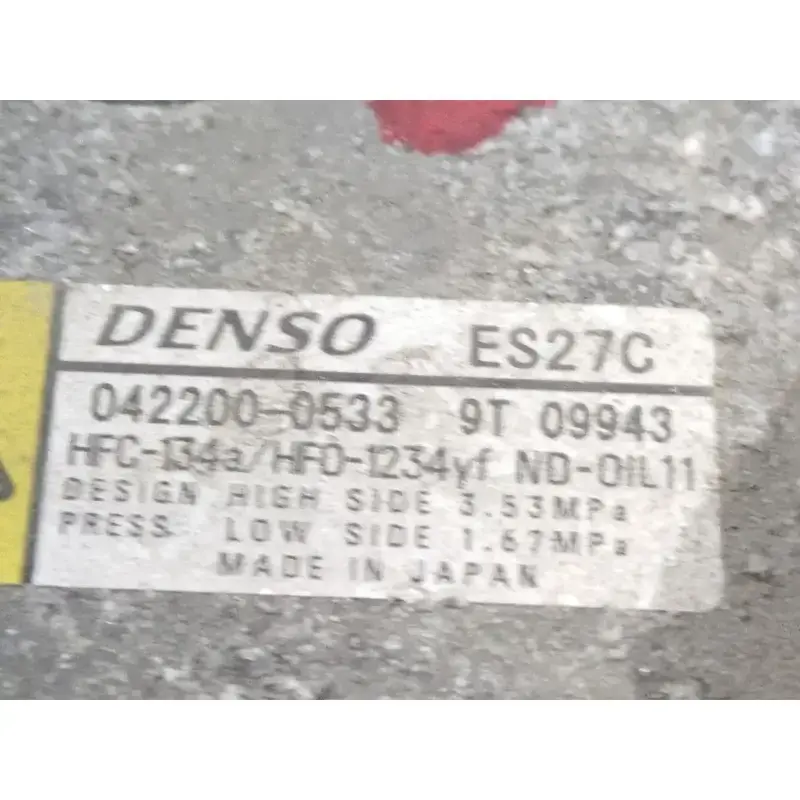 DENSO ES27C
042200-0533 9T 09943
HFC-134a/HFO-1234yf ND-OIL11
DESIGN HIGH SIDE 3.53MPa
PRESS LOW SIDE 1.67MPa
MADE IN JAPAN